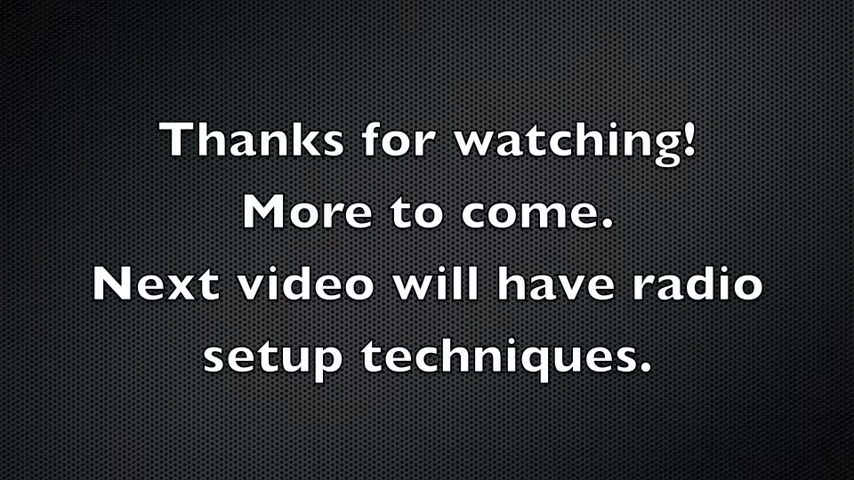 Thanks for watching!
More to come.
Next video will have radio
setup techniques.